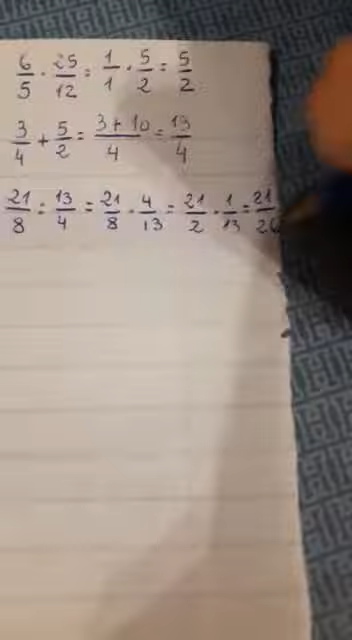 6/5 · 25/12 = 1/1 · 5/2 = 5/2
3/4 + 5/2 = 3+10/4 = 13/4
21/8 : 13/4 = 21/8 · 4/13 = 21/2 · 1/13 = 21/26